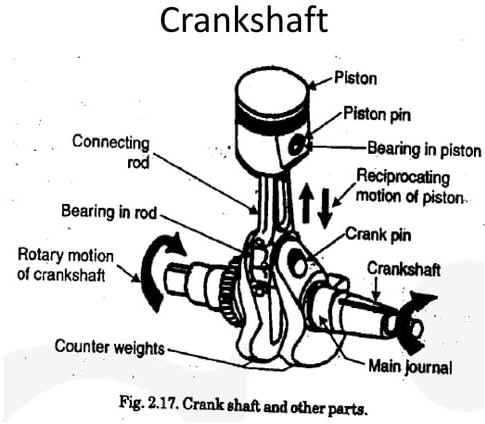 Crankshaft
Piston
Piston pin
Connecting
rod
Bearing in piston
Reciprocating
motion of piston
Bearing in rod
Crank pin
Rotary motion
of crankshaft
Crankshaft
Counter weights
Main journal
Fig. 2.17. Crank shaft and other parts.